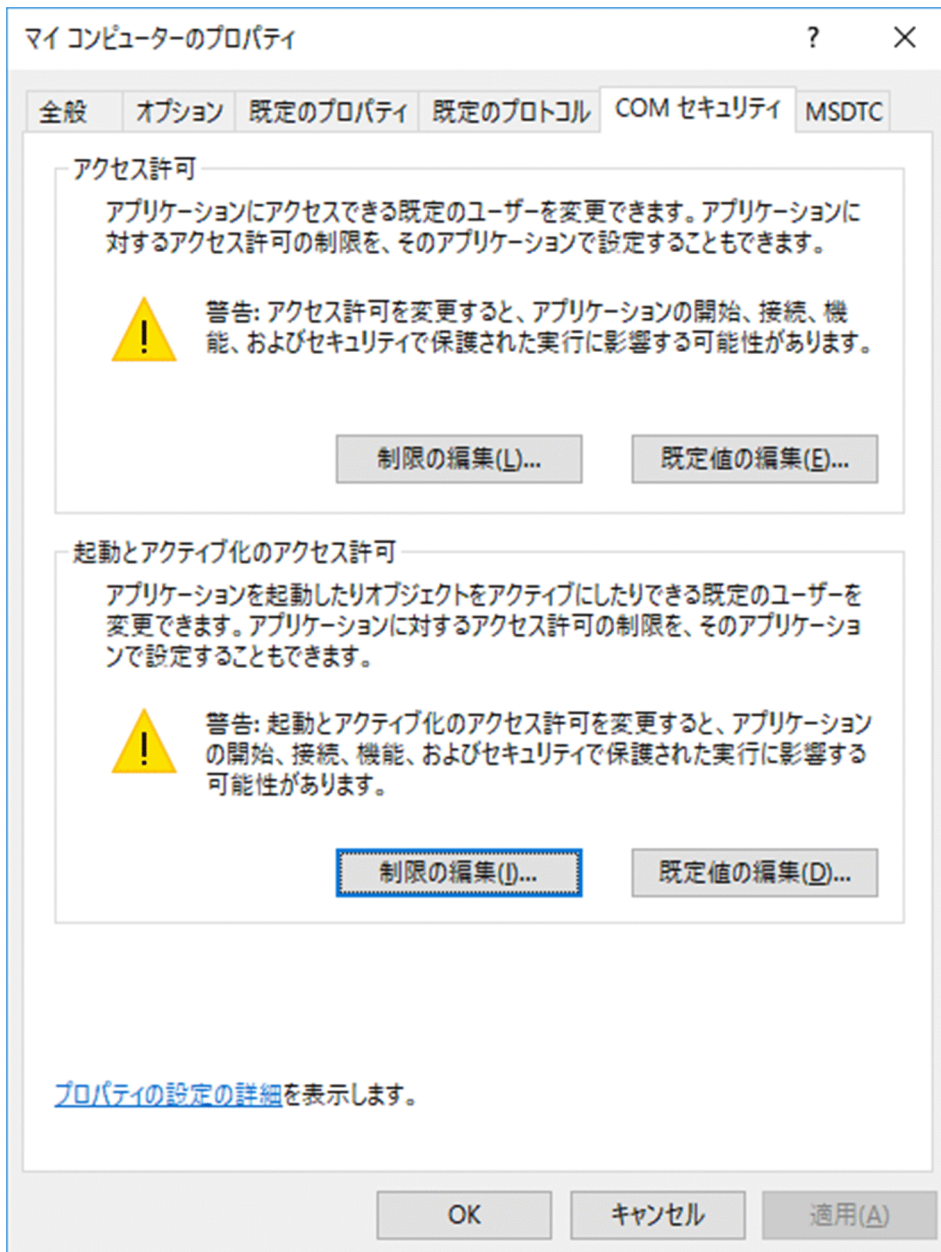 マイ コンピューターのプロパティ
?
全般
オプション
既定のプロパティ
既定のプロトコル
COM セキュリティ
MSDTC
アクセス許可
アプリケーションにアクセスできる既定のユーザーを変更できます。アプリケーションに
対するアクセス許可の制限を、そのアプリケーションで設定することもできます。
警告: アクセス許可を変更すると、アプリケーションの開始、接続、機
能、およびセキュリティで保護された実行に影響する可能性があります。
制限の編集(L)...
既定値の編集(E)...
起動とアクティブ化のアクセス許可
アプリケーションを起動したりオブジェクトをアクティブにしたりできる既定のユーザーを
変更できます。アプリケーションに対するアクセス許可の制限を、そのアプリケーショ
ンで設定することもできます。
警告: 起動とアクティブ化のアクセス許可を変更すると、アプリケーション
の開始、接続、機能、およびセキュリティで保護された実行に影響する
可能性があります。
制限の編集(I)...
既定値の編集(D)...
プロパティの設定の詳細を表示します。
OK
キャンセル
適用(A)